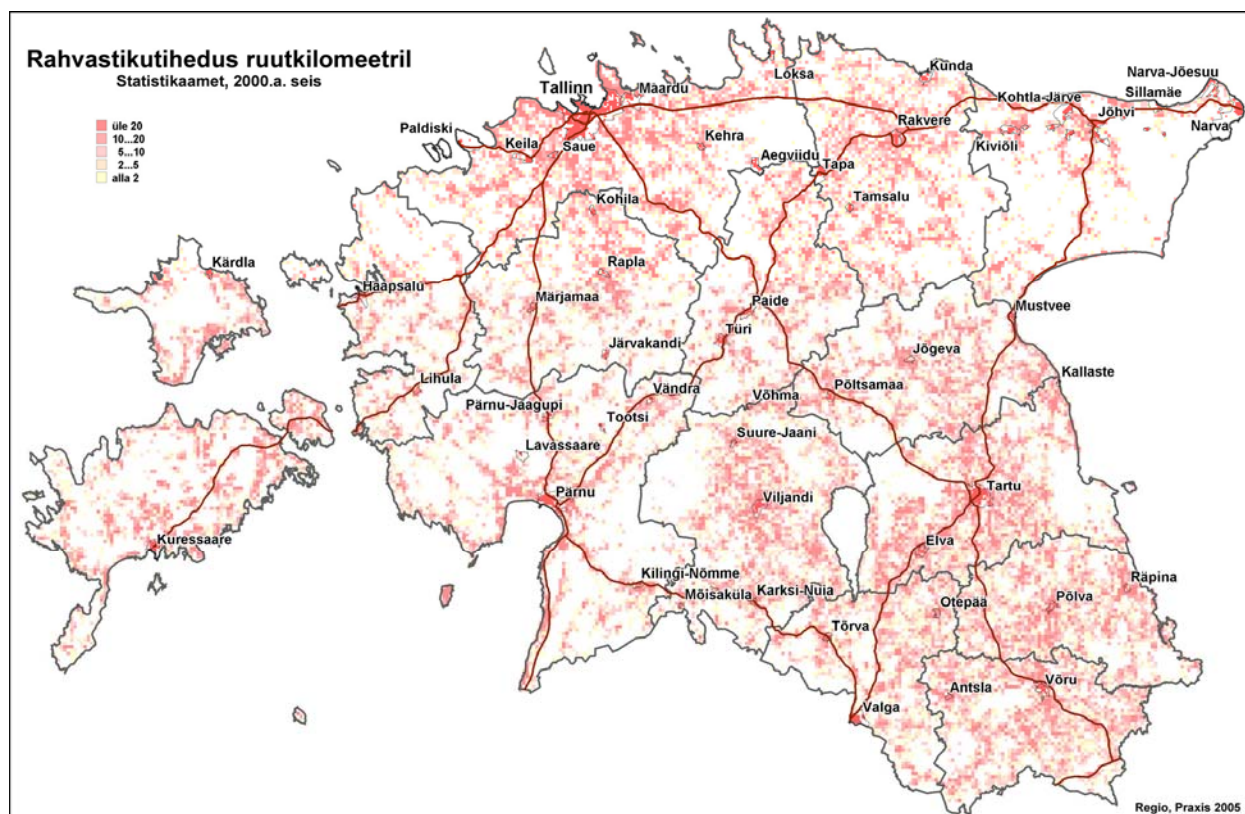 Rahvastikutihedus ruutkilomeetril
Statistikaamet, 2000.a. seis
üle 20
10...20
5...10
2...5
alla 2
Tallinn
Maardu
Loksa
Kunda
Narva-Jõesuu
Sillamäe
Kohtla-Järve
Jõhvi
Narva
Paldiski
Keila
Saue
Kehra
Rakvere
Kiviõli
Aegviidu
Tapa
Kohila
Tamsalu
Kärdla
Rapla
Haapsalu
Märjamaa
Paide
Mustvee
Türi
Järvakandi
Jõgeva
Kallaste
Lihula
Vändra
Võhma
Põltsamaa
Pärnu-Jaagupi
Tootsi
Lavassaare
Suure-Jaani
Pärnu
Viljandi
Tartu
Kuressaare
Elva
Kilingi-Nõmme
Mõisaküla
Karksi-Nuia
Otepää
Põlva
Räpina
Tõrva
Antsla
Võru
Valga
Regio, Praxis 2005